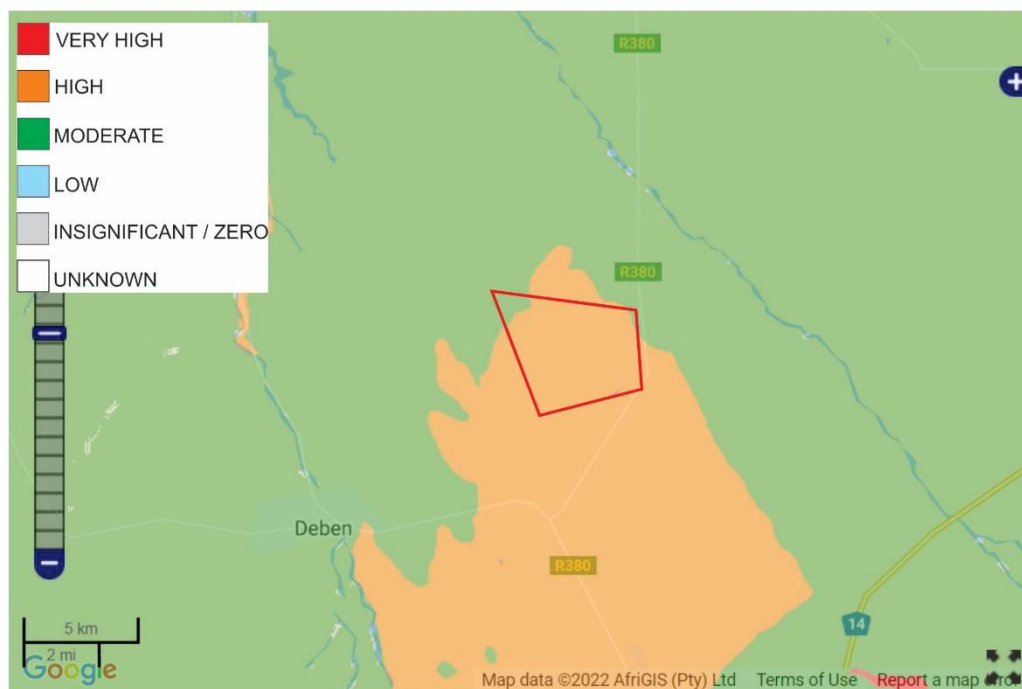 VERY HIGH
HIGH
MODERATE
LOW
INSIGNIFICANT / ZERO
UNKNOWN
R380
R380
Deben
R380
14
5 km
2 mi
Google
Map data ©2022 AfriGIS (Pty) Ltd Terms of Use Report a map error